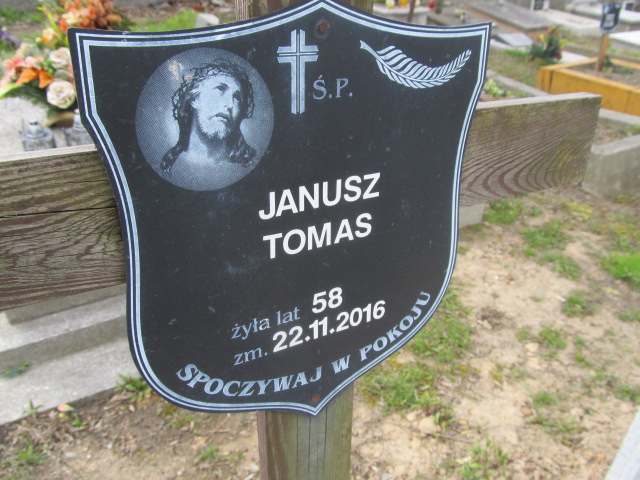 Ś.P.
JANUSZ
TOMAS
żyła lat 58
zm. 22.11.2016
SPOCZYWAJ W POKOJU